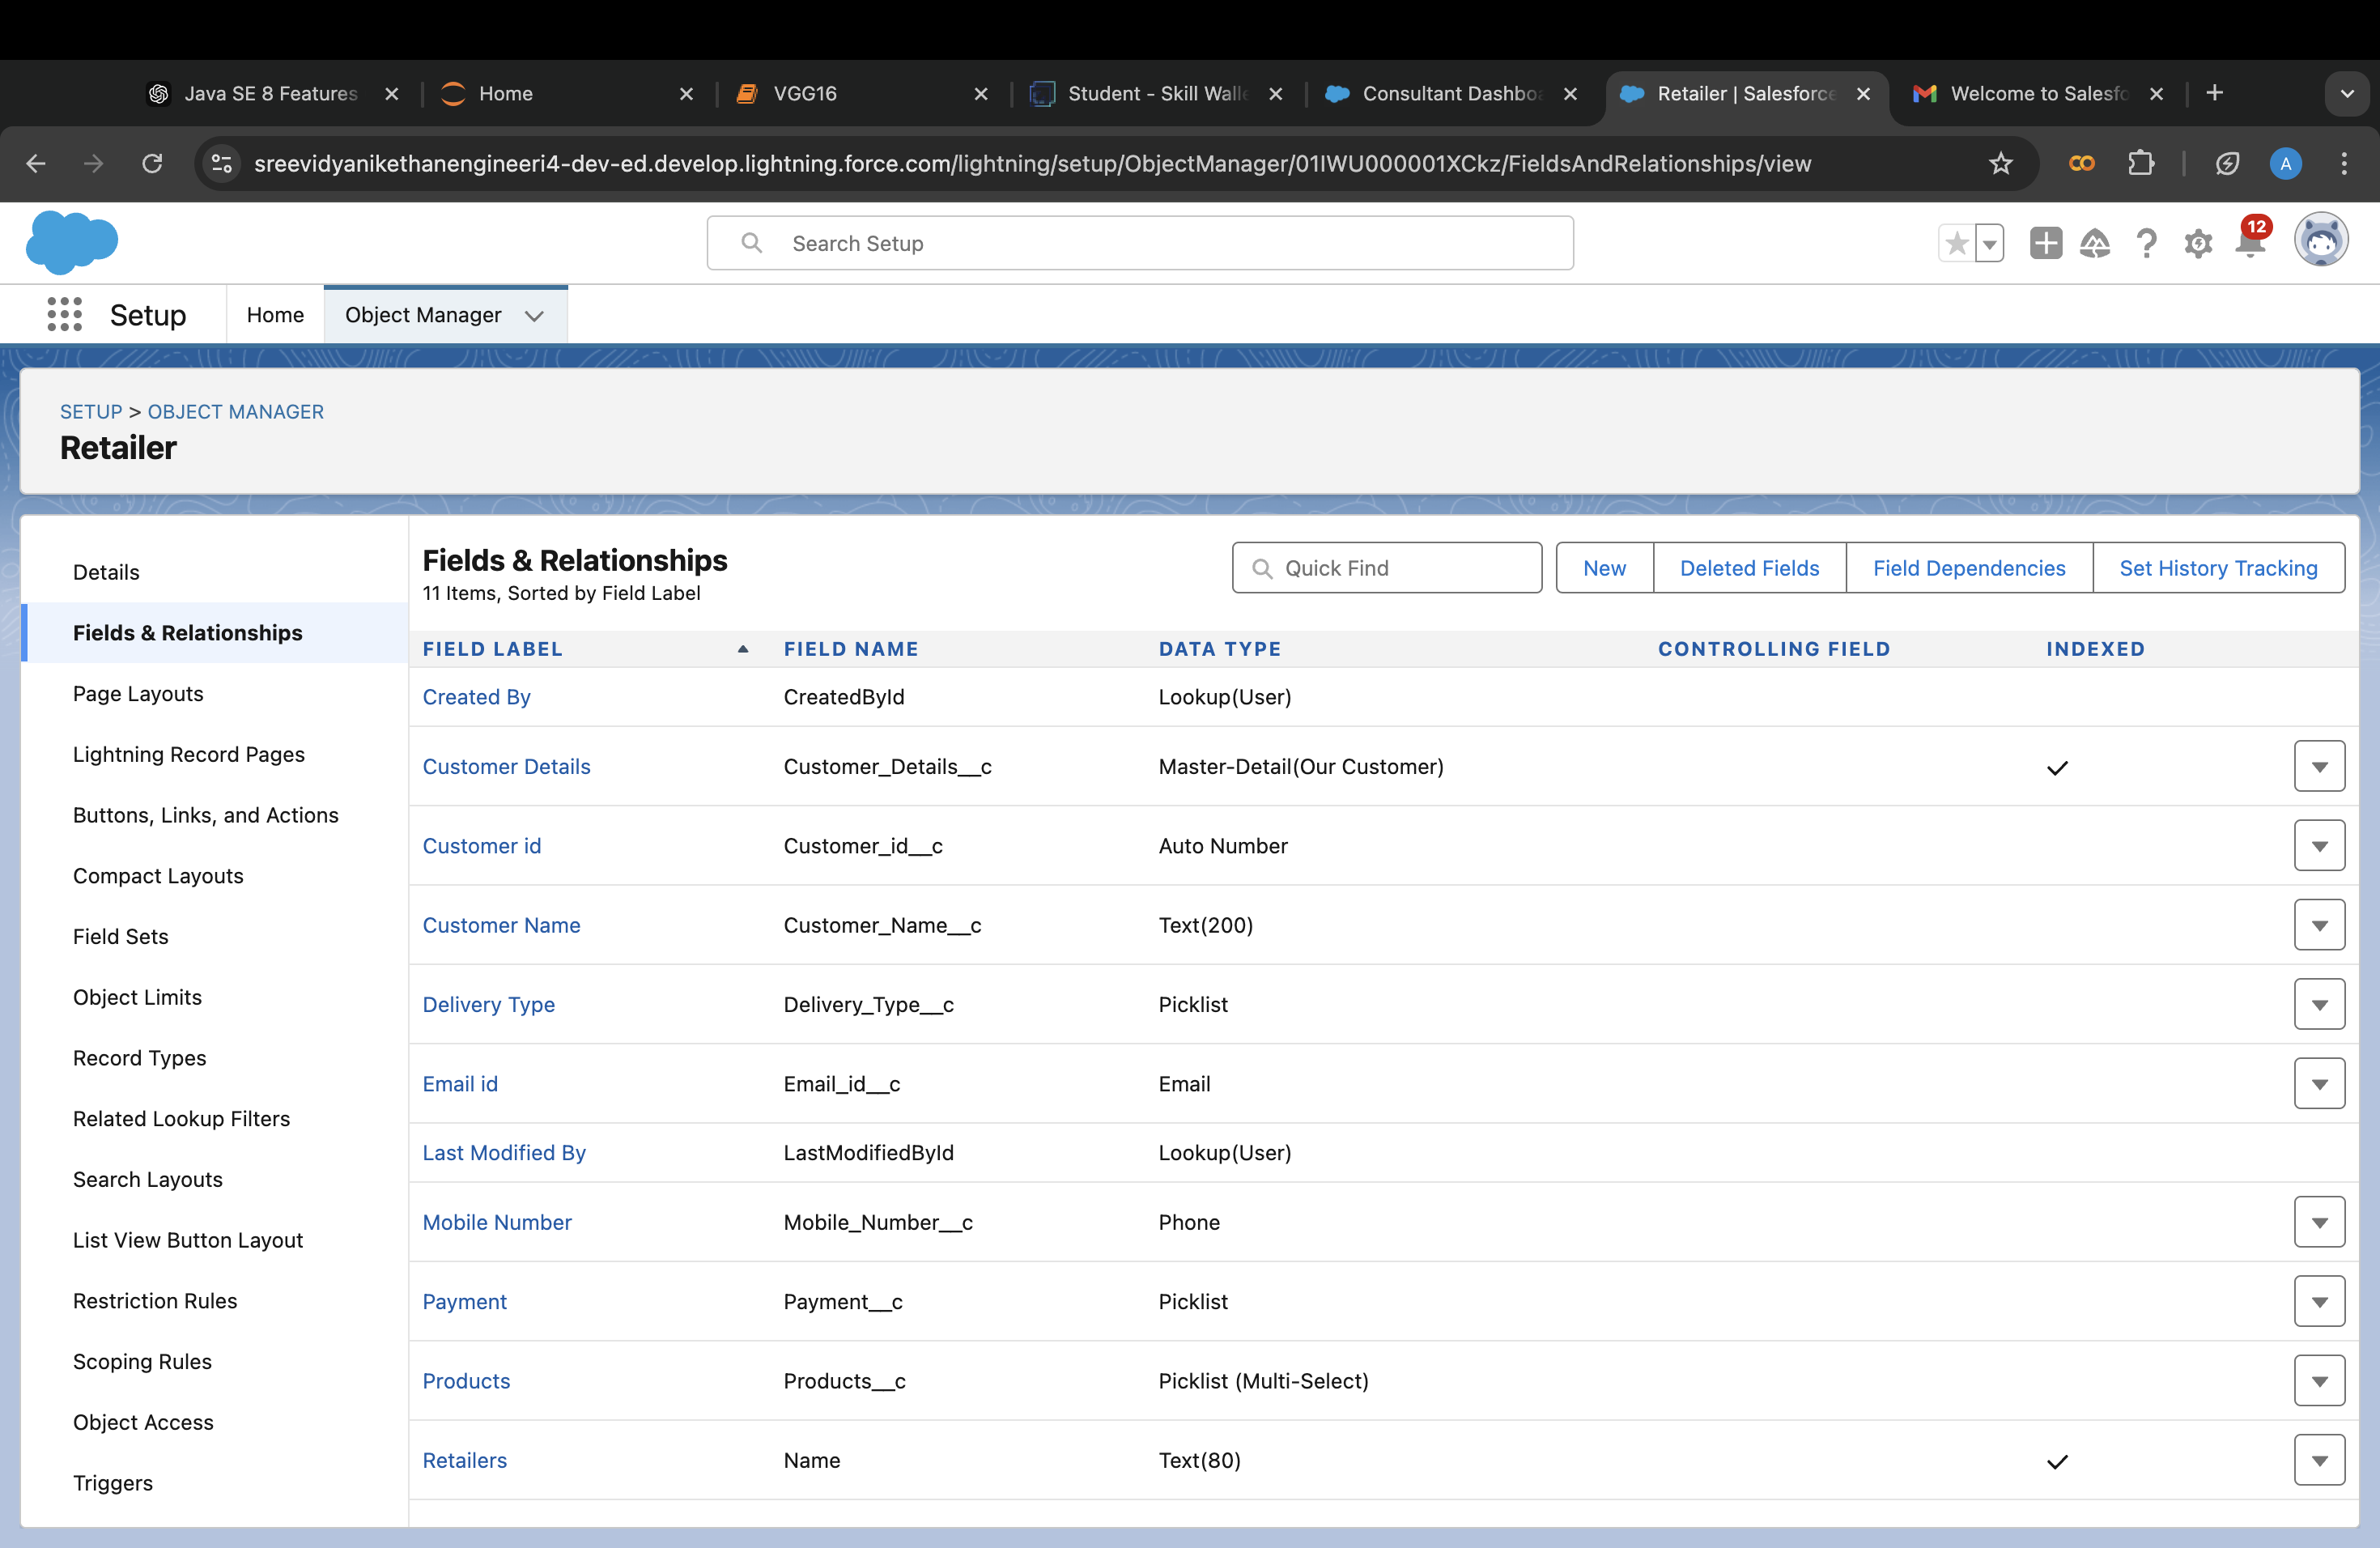 Java SE 8 Features
Home
VGG16
Student - Skill Walle
Consultant Dashboa
Retailer | Salesforce
Welcome to Salesfo
sreevidyanikethanengineeri4-dev-ed.develop.lightning.force.com/lightning/setup/ObjectManager/01IWU000001XCkz/FieldsAndRelationships/view
A
Search Setup
12
Setup
Home
Object Manager
SETUP > OBJECT MANAGER
Retailer
Details
Fields & Relationships
Page Layouts
Lightning Record Pages
Buttons, Links, and Actions
Compact Layouts
Field Sets
Object Limits
Record Types
Related Lookup Filters
Search Layouts
List View Button Layout
Restriction Rules
Scoping Rules
Object Access
Triggers
Fields & Relationships
11 Items, Sorted by Field Label
Quick Find
New
Deleted Fields
Field Dependencies
Set History Tracking
FIELD LABEL FIELD NAME DATA TYPE CONTROLLING FIELD INDEXED
Created By CreatedById Lookup(User)
Customer Details Customer_Details__c Master-Detail(Our Customer)
Customer id Customer_id__c Auto Number
Customer Name Customer_Name__c Text(200)
Delivery Type Delivery_Type__c Picklist
Email id Email_id__c Email
Last Modified By LastModifiedById Lookup(User)
Mobile Number Mobile_Number__c Phone
Payment Payment__c Picklist
Products Products__c Picklist (Multi-Select)
Retailers Name Text(80)